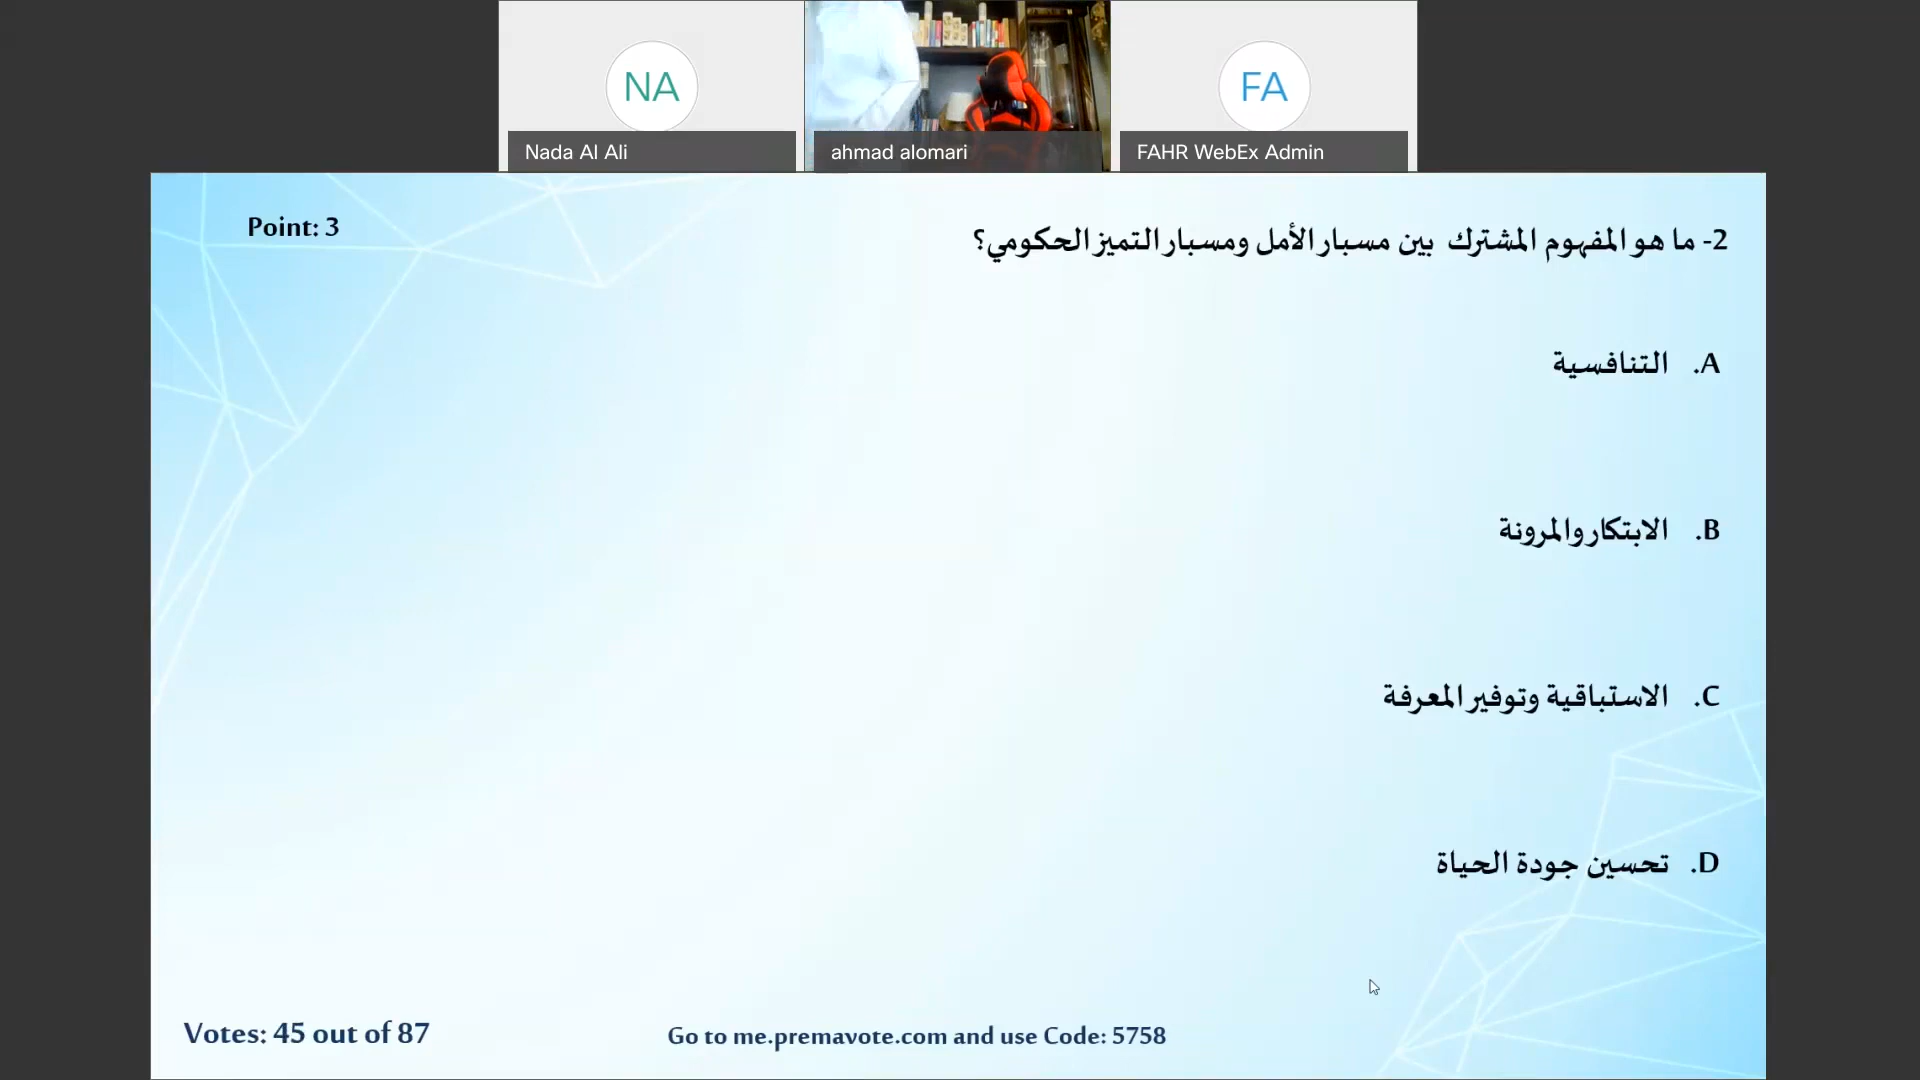 NA
FA
Nada Al Ali
ahmad alomari
FAHR WebEx Admin
Point: 3
2- ما هو المفهوم المشترك بين مسبار الأمل ومسبار التميز الحكومي؟
A. التنافسية
B. الابتكار والمرونة
C. الاستباقية وتوفير المعرفة
D. تحسين جودة الحياة
Votes: 45 out of 87
Go to me.premavote.com and use Code: 5758